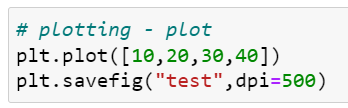 # plotting - plot
plt.plot([10,20,30,40])
plt.savefig("test",dpi=500)